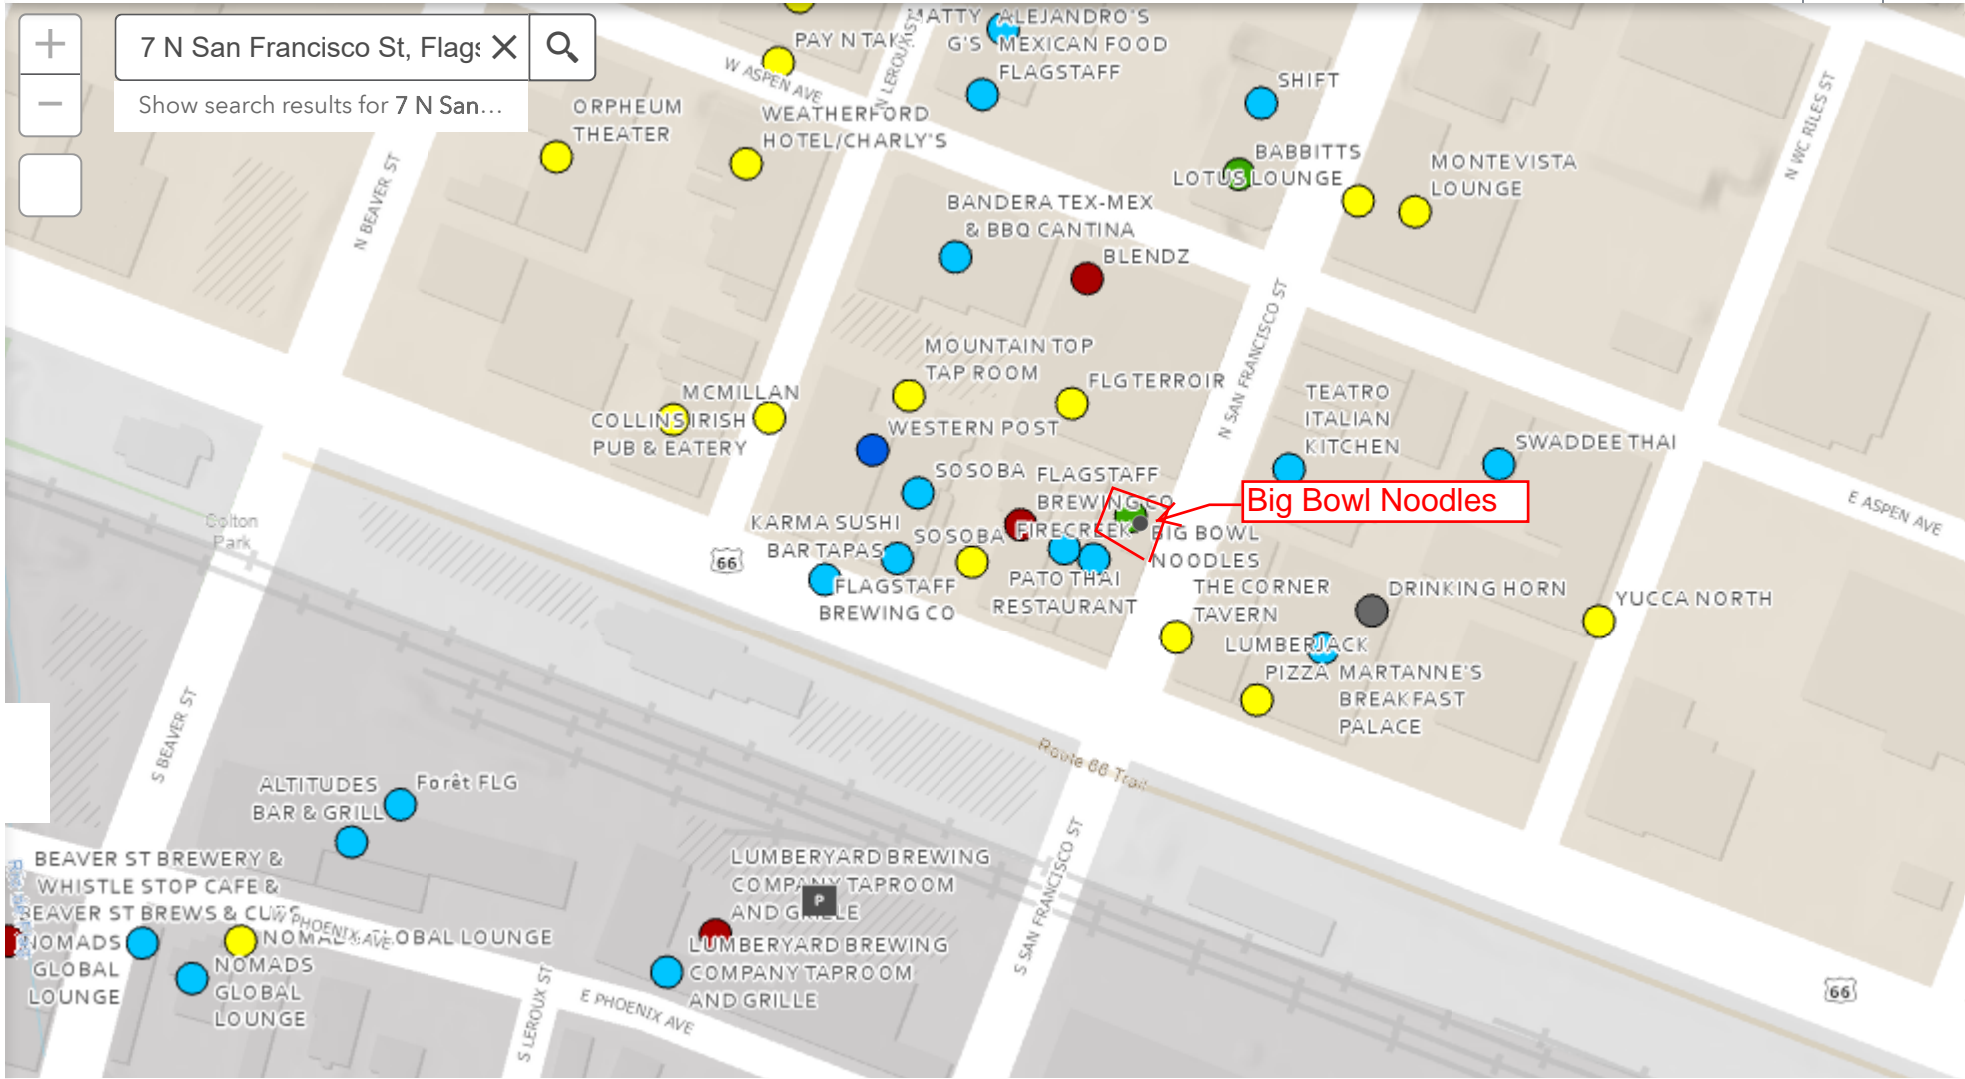 7 N San Francisco St, Flags
Show search results for 7 N San...
MATTY
G'S
ALEJANDRO'S
MEXICAN FOOD
FLAGSTAFF
PAY N TAK
W ASPEN AVE
N LEROUX ST
SHIFT
ORPHEUM
THEATER
WEATHERFORD
HOTEL/CHARLY'S
N BEAVER ST
N WC RILES ST
BABBITTS
LOTUS LOUNGE
MONTE VISTA
LOUNGE
BANDERA TEX-MEX
& BBQ CANTINA
BLENDZ
N SAN FRANCISCO ST
MOUNTAIN TOP
TAP ROOM
FLGTERROIR
MCMILLAN
COLLINS IRISH
PUB & EATERY
WESTERN POST
TEATRO
ITALIAN
KITCHEN
SWADDEE THAI
SOSOBA
FLAGSTAFF
BREWING CO
Big Bowl Noodles
E ASPEN AVE
Colton
Park
KARMA SUSHI
BAR TAPAS
SOSOBA
FIRECREEK
BIG BOWL
NOODLES
66
FLAGSTAFF
BREWING CO
PATO THAI
RESTAURANT
THE CORNER
TAVERN
DRINKING HORN
YUCCA NORTH
LUMBERJACK
PIZZA
MARTANNE'S
BREAKFAST
PALACE
S BEAVER ST
Route 66 Trail
ALTITUDES
BAR & GRILL
Forêt FLG
S SAN FRANCISCO ST
BEAVER ST BREWERY &
WHISTLE STOP CAFE &
BEAVER ST BREWS & CUES
W PHOENIX AVE
LUMBERYARD BREWING
COMPANY TAPROOM
AND GRILLE
P
NOMADS
GLOBAL
LOUNGE
NOMADS GLOBAL LOUNGE
NOMADS
GLOBAL
LOUNGE
LUMBERYARD BREWING
COMPANY TAPROOM
AND GRILLE
S LEROUX ST
E PHOENIX AVE
66